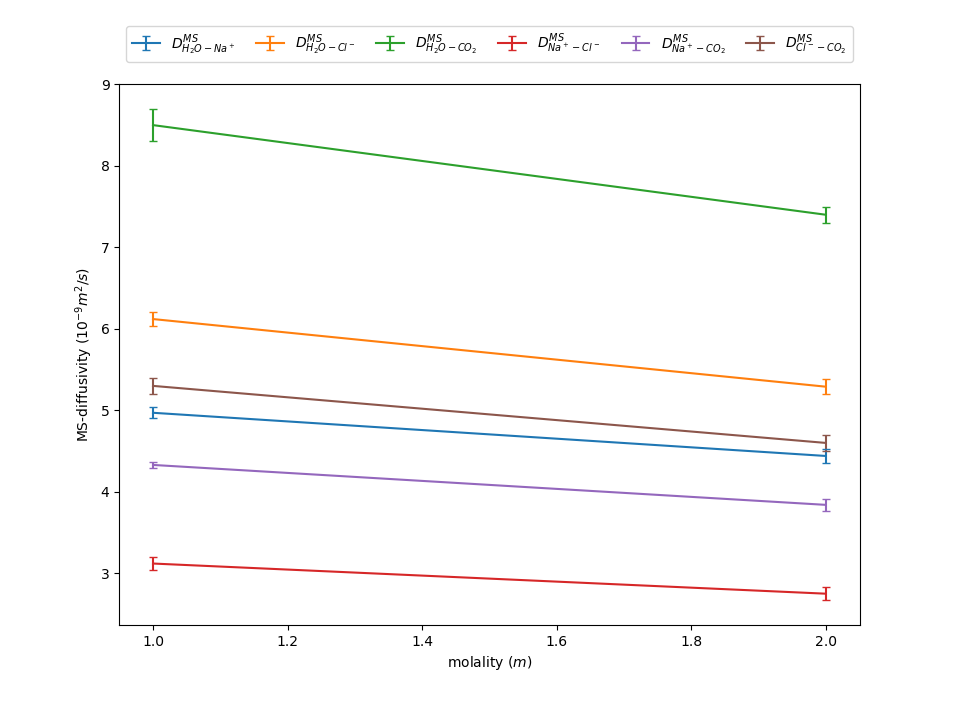 $D^{MS}_{H_2O-Na^+}$ $D^{MS}_{H_2O-Cl^-}$ $D^{MS}_{H_2O-CO_2}$ $D^{MS}_{Na^+-Cl^-}$ $D^{MS}_{Na^+-CO_2}$ $D^{MS}_{Cl^--CO_2}$
9
8
7
6
5
4
3
MS-diffusivity ($10^{-9}m^2/s$)
1.0 1.2 1.4 1.6 1.8 2.0
molality ($m$)